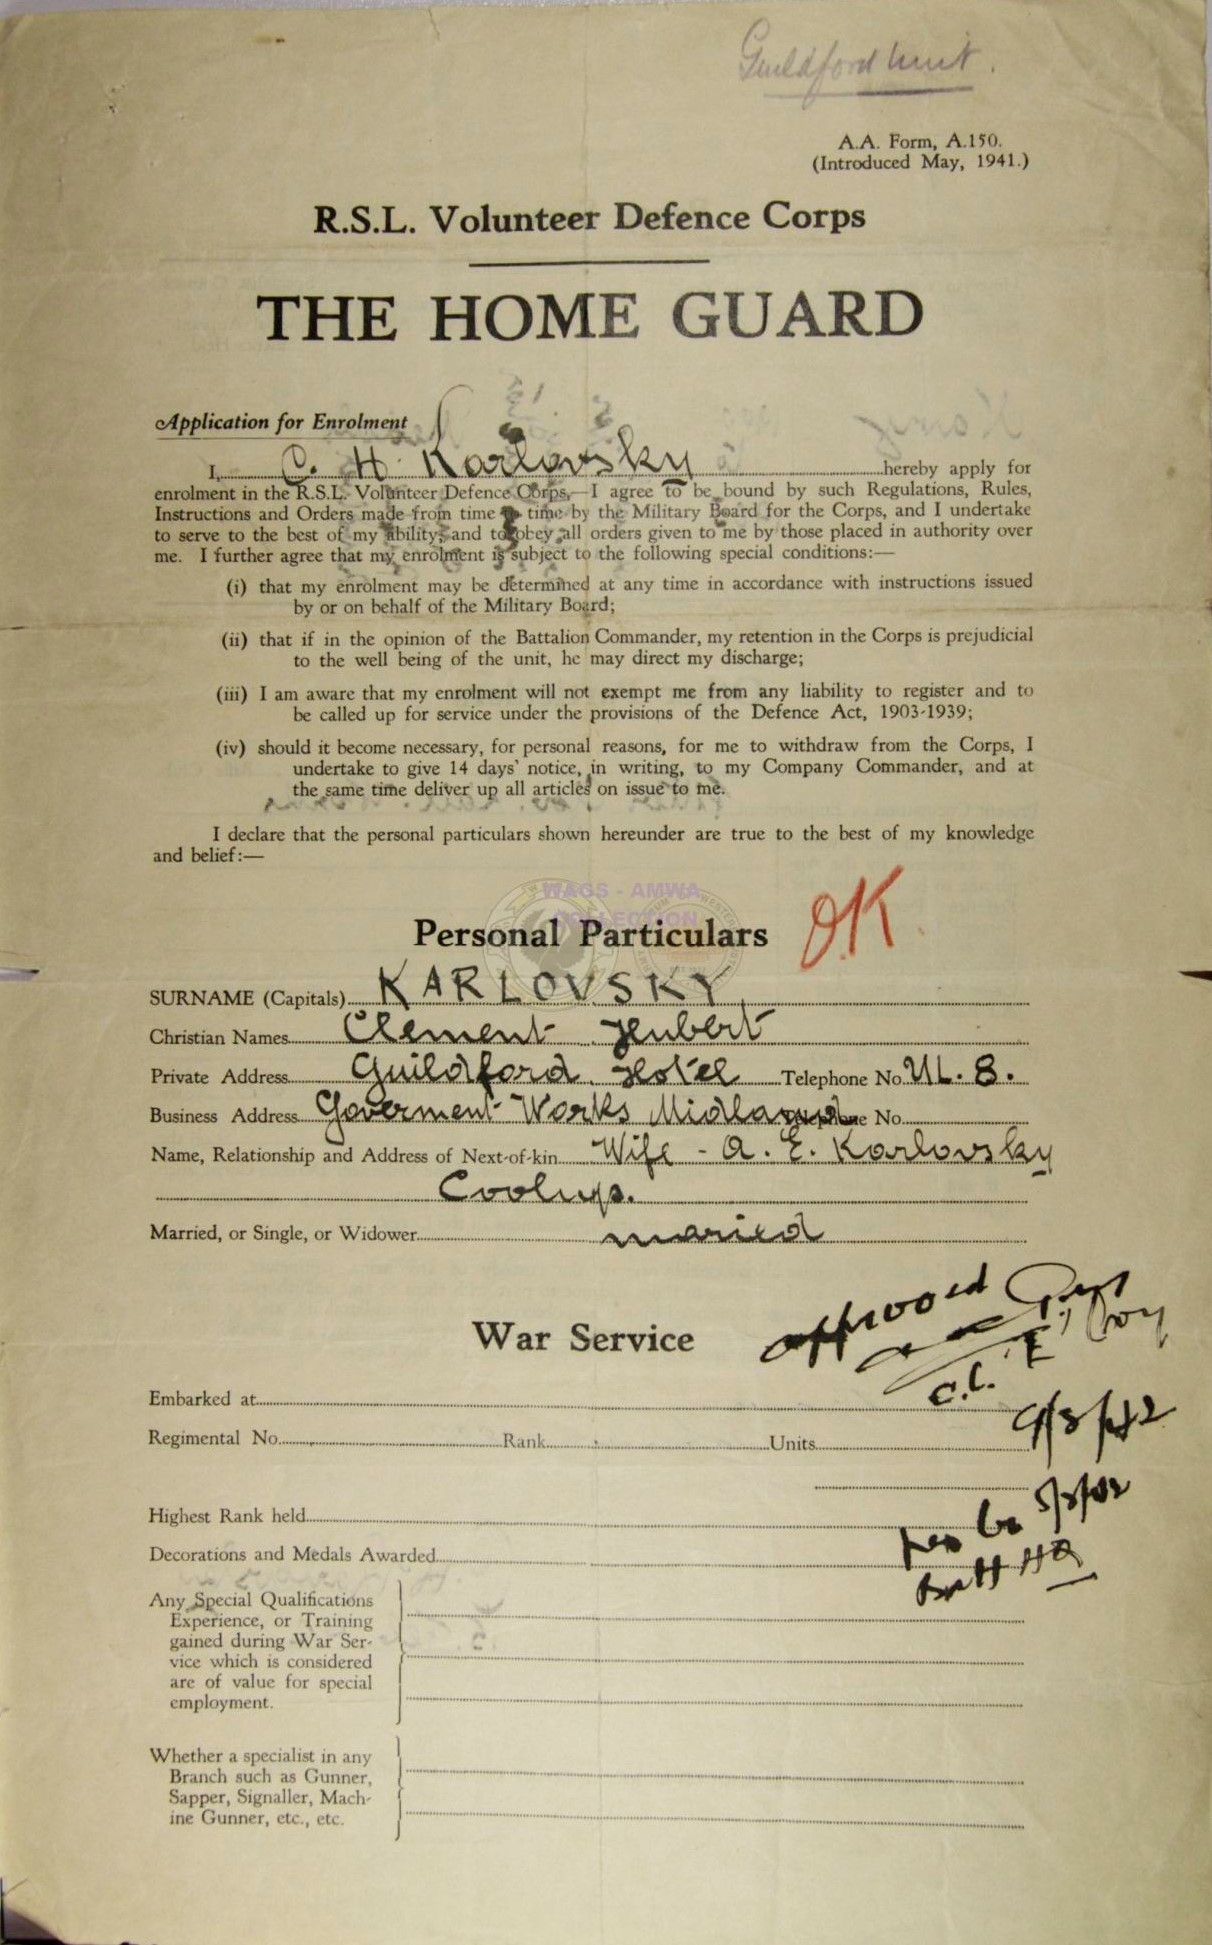 Guildford Unit.
A.A. Form, A.150.
(Introduced May, 1941.)
R.S.L. Volunteer Defence Corps
THE HOME GUARD
Application for Enrolment
I, C. H. Karlovsky hereby apply for
enrolment in the R.S.L. Volunteer Defence Corps,—I agree to be bound by such Regulations, Rules,
Instructions and Orders made from time to time by the Military Board for the Corps, and I undertake
to serve to the best of my ability, and to obey all orders given to me by those placed in authority over
me. I further agree that my enrolment is subject to the following special conditions:—
(i) that my enrolment may be determined at any time in accordance with instructions issued
by or on behalf of the Military Board;
(ii) that if in the opinion of the Battalion Commander, my retention in the Corps is prejudicial
to the well being of the unit, he may direct my discharge;
(iii) I am aware that my enrolment will not exempt me from any liability to register and to
be called up for service under the provisions of the Defence Act, 1903-1939;
(iv) should it become necessary, for personal reasons, for me to withdraw from the Corps, I
undertake to give 14 days' notice, in writing, to my Company Commander, and at
the same time deliver up all articles on issue to me.
I declare that the personal particulars shown hereunder are true to the best of my knowledge
and belief:—
WAGS - AMWA
COLLECTION
OK.
Personal Particulars
SURNAME (Capitals) KARLOVSKY
Christian Names Clement Hubert
Private Address Guildford Hotel Telephone No. UL. 8.
Business Address Goverment Works Midland Telephone No.
Name, Relationship and Address of Next-of-kin Wife - A. E. Karlovsky
Coolup.
Married, or Single, or Widower maried
approved
War Service
Embarked at
Regimental No. Rank Units
9/3/42
Highest Rank held
Decorations and Medals Awarded
Batt HQ
Any Special Qualifications
Experience, or Training
gained during War Ser-
vice which is considered
are of value for special
employment.
Whether a specialist in any
Branch such as Gunner,
Sapper, Signaller, Mach-
ine Gunner, etc., etc.